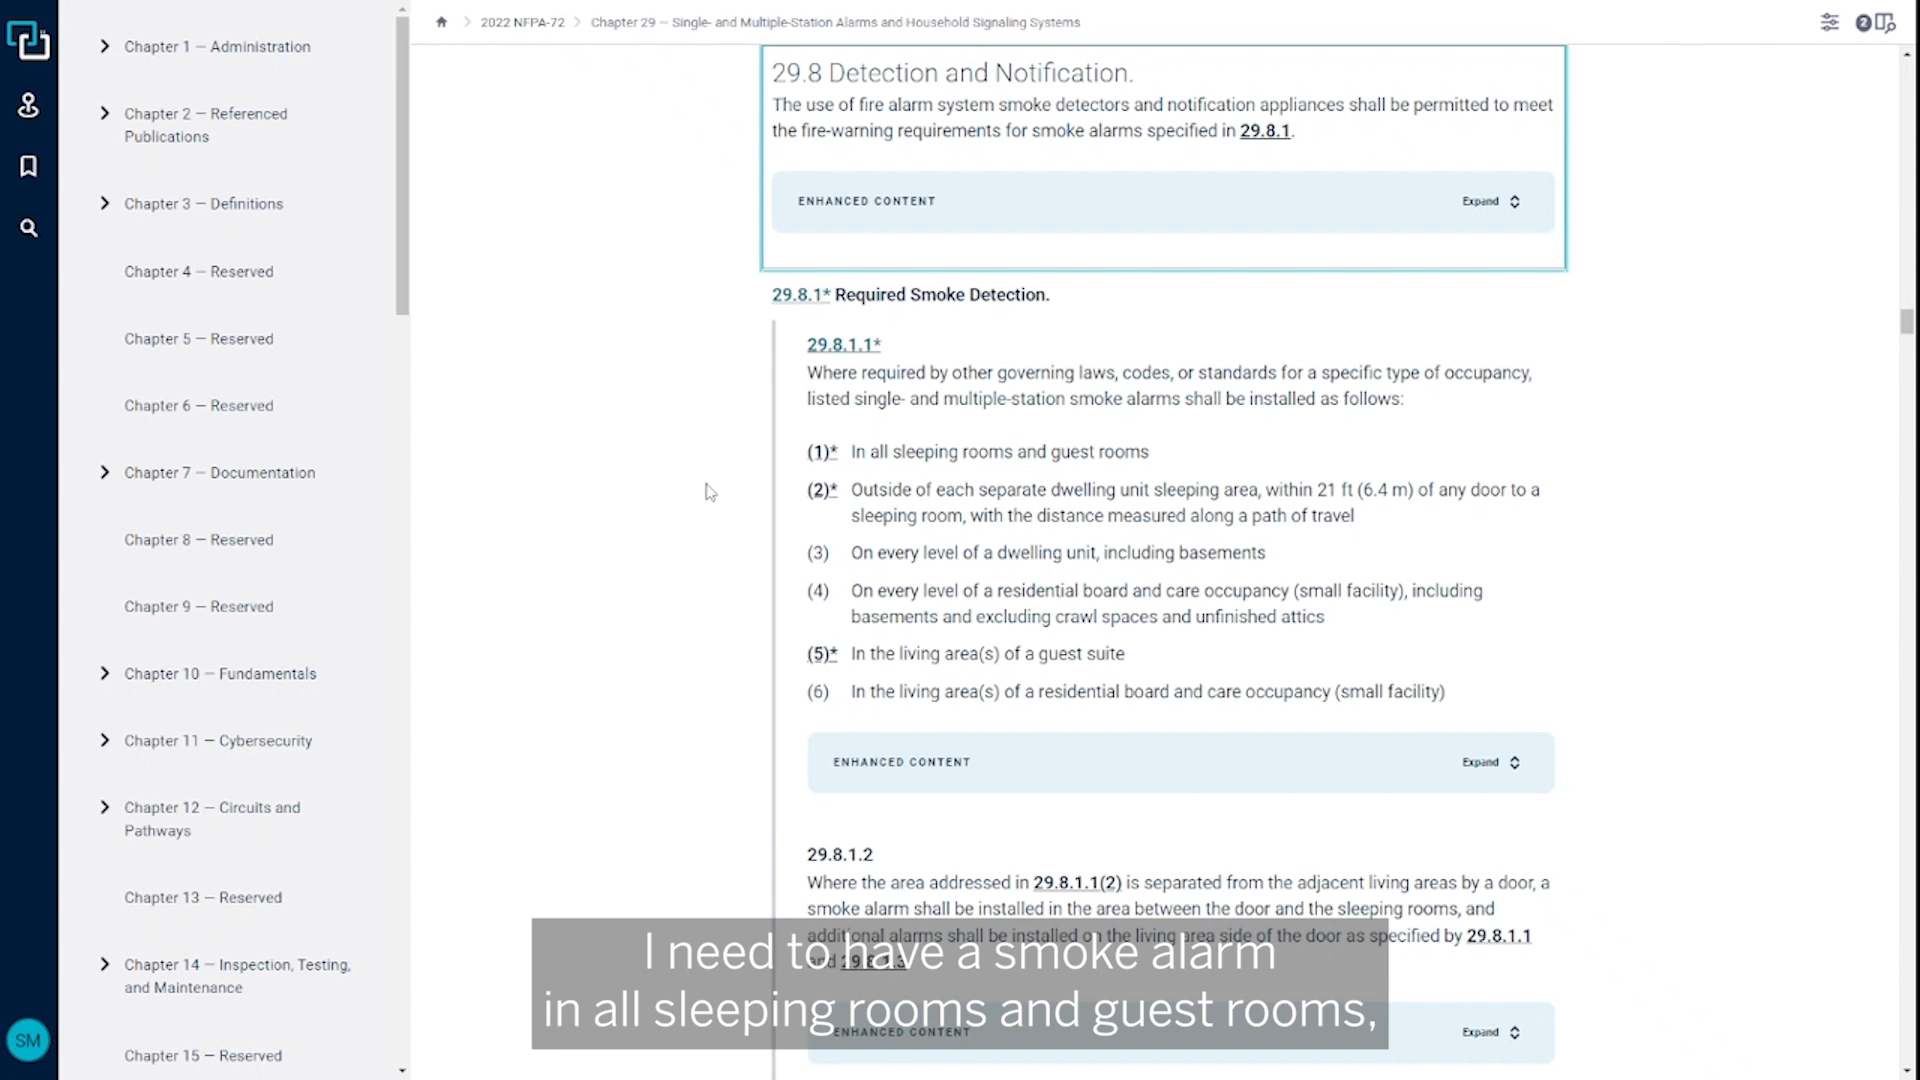 2022 NFPA-72
Chapter 29 – Single- and Multiple-Station Alarms and Household Signaling Systems
2
Chapter 1 – Administration
Chapter 2 – Referenced
Publications
Chapter 3 – Definitions
Chapter 4 – Reserved
Chapter 5 – Reserved
Chapter 6 – Reserved
Chapter 7 – Documentation
Chapter 8 – Reserved
Chapter 9 – Reserved
Chapter 10 – Fundamentals
Chapter 11 – Cybersecurity
Chapter 12 – Circuits and
Pathways
Chapter 13 – Reserved
Chapter 14 – Inspection, Testing,
and Maintenance
Chapter 15 – Reserved
SM
29.8 Detection and Notification.
The use of fire alarm system smoke detectors and notification appliances shall be permitted to meet
the fire-warning requirements for smoke alarms specified in 29.8.1.
ENHANCED CONTENT Expand
29.8.1* Required Smoke Detection.
29.8.1.1*
Where required by other governing laws, codes, or standards for a specific type of occupancy,
listed single- and multiple-station smoke alarms shall be installed as follows:
(1)* In all sleeping rooms and guest rooms
(2)* Outside of each separate dwelling unit sleeping area, within 21 ft (6.4 m) of any door to a
sleeping room, with the distance measured along a path of travel
(3) On every level of a dwelling unit, including basements
(4) On every level of a residential board and care occupancy (small facility), including
basements and excluding crawl spaces and unfinished attics
(5)* In the living area(s) of a guest suite
(6) In the living area(s) of a residential board and care occupancy (small facility)
ENHANCED CONTENT Expand
29.8.1.2
Where the area addressed in 29.8.1.1(2) is separated from the adjacent living areas by a door, a
smoke alarm shall be installed in the area between the door and the sleeping rooms, and
additional alarms shall be installed on the living area side of the door as specified by 29.8.1.1
and 29.8.1.3
ENHANCED CONTENT Expand
I need to have a smoke alarm
in all sleeping rooms and guest rooms,